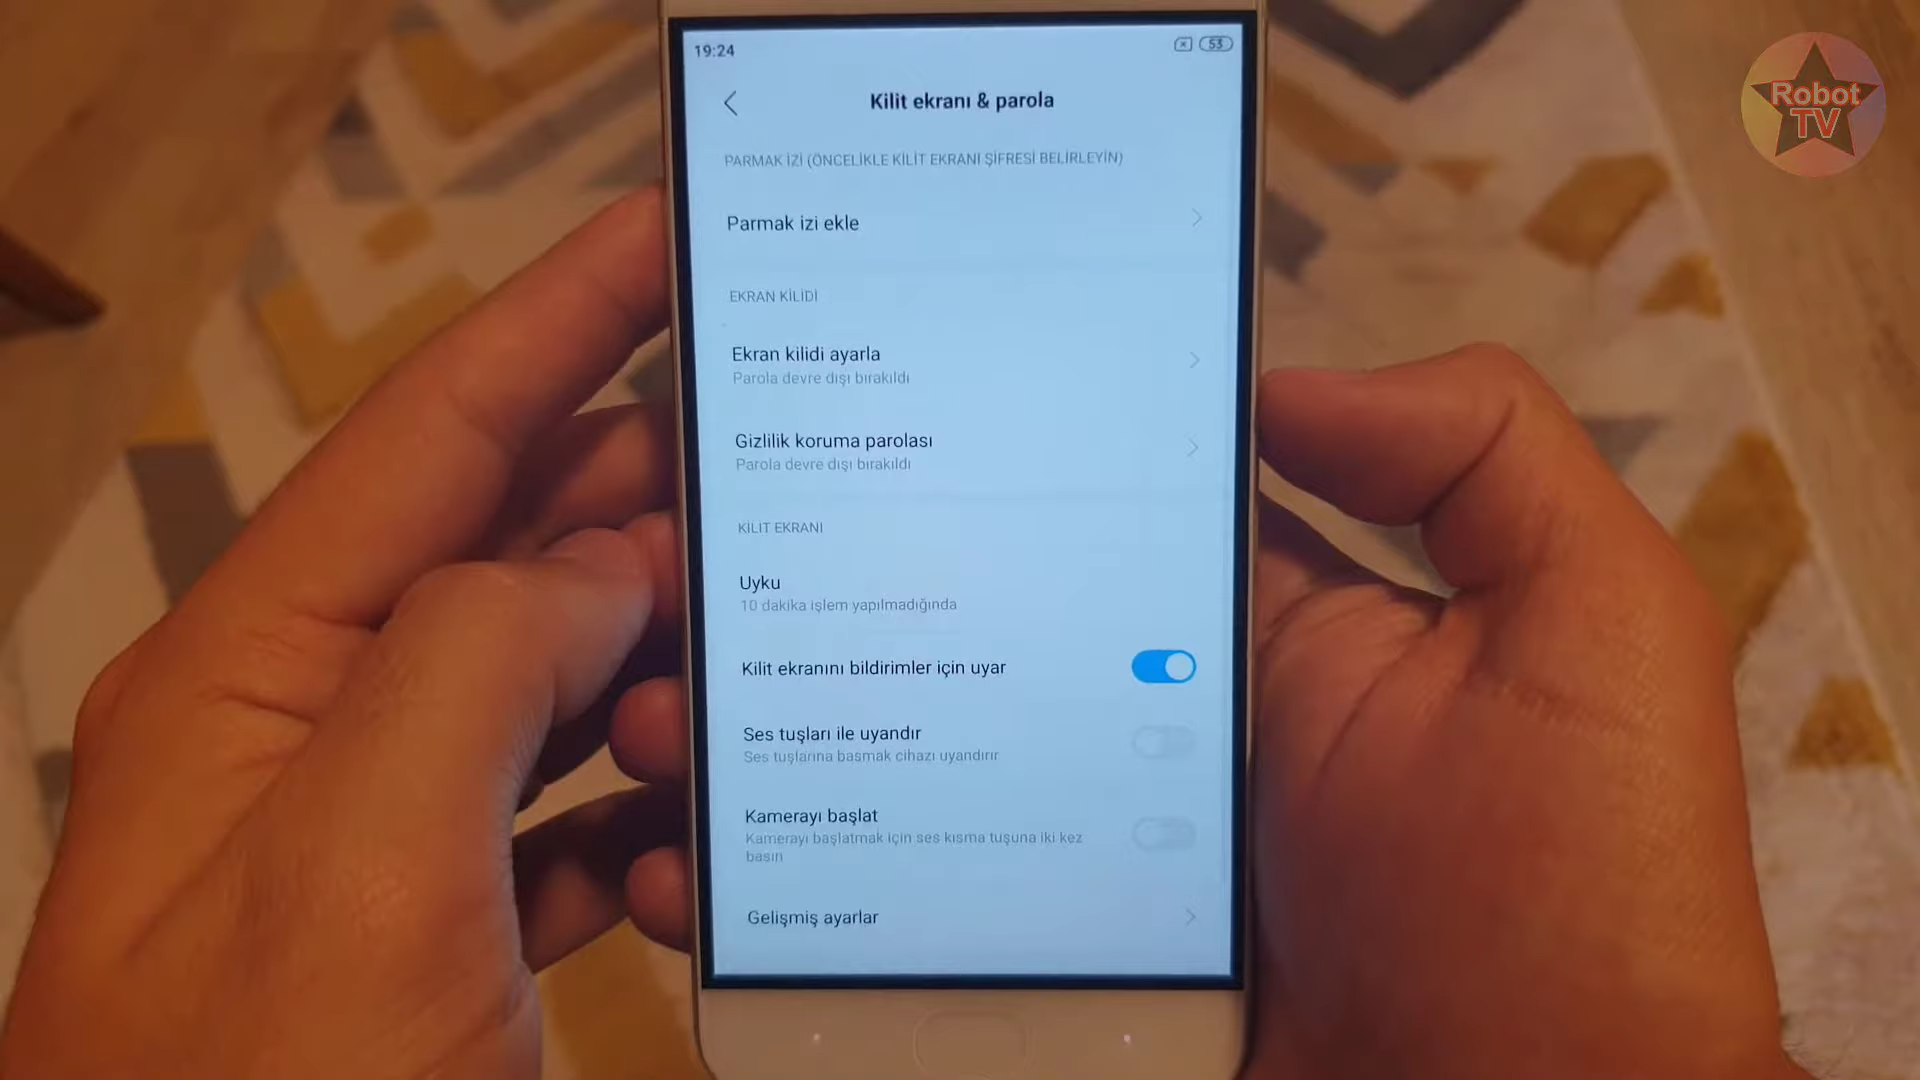 19:24
53
Kilit ekranı & parola
PARMAK İZİ (ÖNCELİKLE KİLİT EKRANI ŞİFRESİ BELİRLEYİN)
Parmak izi ekle
EKRAN KİLİDİ
Ekran kilidi ayarla
Parola devre dışı bırakıldı
Gizlilik koruma parolası
Parola devre dışı bırakıldı
KİLİT EKRANI
Uyku
10 dakika işlem yapılmadığında
Kilit ekranını bildirimler için uyar
Ses tuşları ile uyandır
Ses tuşlarına basmak cihazı uyandırır
Kamerayı başlat
Kamerayı başlatmak için ses kısma tuşuna iki kez
basın
Gelişmiş ayarlar
Robot
TV